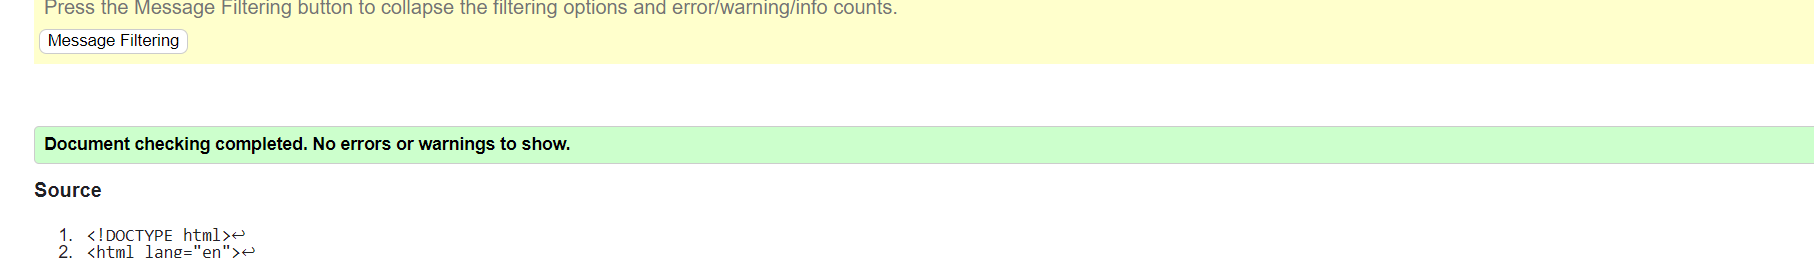 Press the Message Filtering button to collapse the filtering options and error/warning/info counts.
Message Filtering
Document checking completed. No errors or warnings to show.
Source
1. <!DOCTYPE html>↩
2. <html lang="en">↩